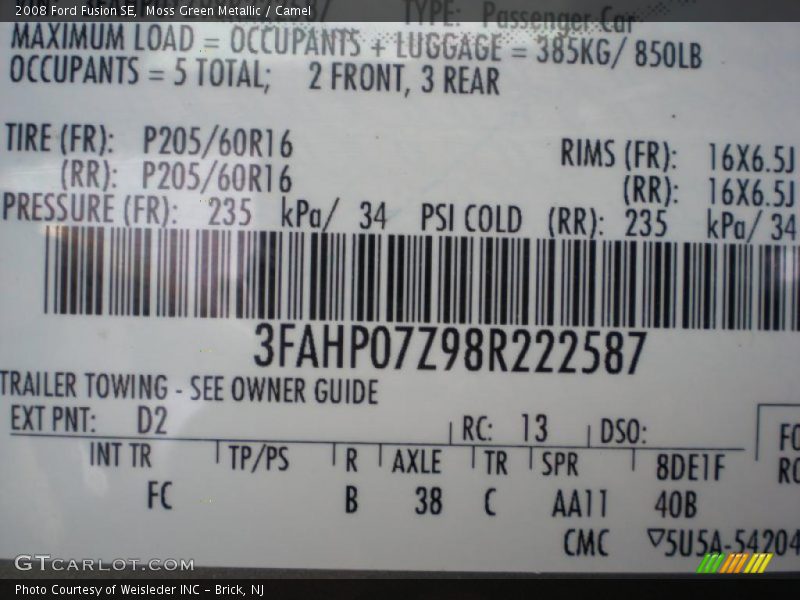 2008 Ford Fusion SE, Moss Green Metallic / Camel
TYPE: Passenger Car
MAXIMUM LOAD = OCCUPANTS + LUGGAGE = 385KG/ 850LB
OCCUPANTS = 5 TOTAL; 2 FRONT, 3 REAR
TIRE (FR): P205/60R16 RIMS (FR): 16X6.5J
(RR): P205/60R16 (RR): 16X6.5J
PRESSURE (FR): 235 kPa/ 34 PSI COLD (RR): 235 kPa/ 34
3FAHP07Z98R222587
TRAILER TOWING - SEE OWNER GUIDE
EXT PNT: D2 RC: 13 DSO:
INT TR TP/PS R AXLE TR SPR 8DE1F
FC B 38 C AA11 40B
CMC ▽5U5A-54204
GTCARLOT.COM
Photo Courtesy of Weisleder INC - Brick, NJ